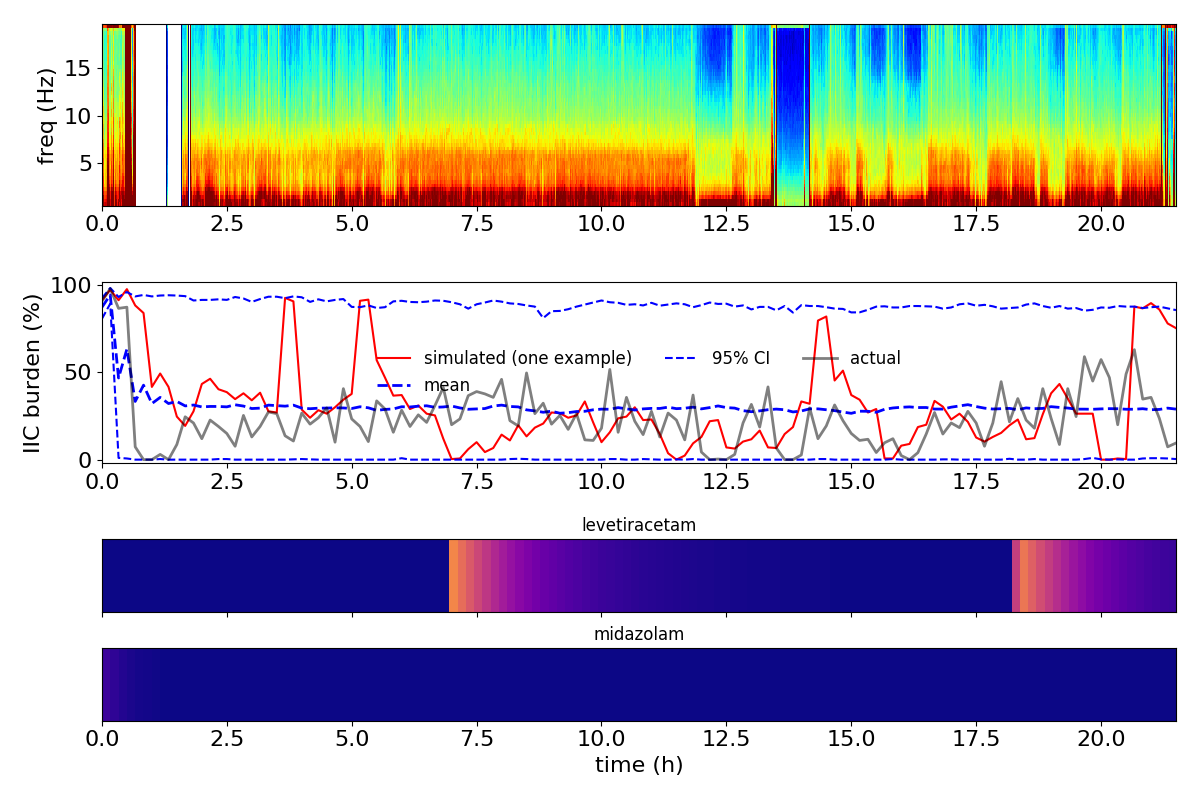 freq (Hz)
15
10
5
0.0 2.5 5.0 7.5 10.0 12.5 15.0 17.5 20.0
IIC burden (%)
100
50
0
simulated (one example) 95% CI actual
mean
0.0 2.5 5.0 7.5 10.0 12.5 15.0 17.5 20.0
levetiracetam
midazolam
0.0 2.5 5.0 7.5 10.0 12.5 15.0 17.5 20.0
time (h)